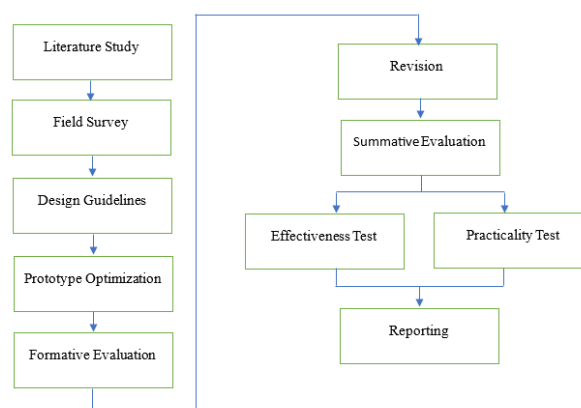 Literature Study
Field Survey
Design Guidelines
Prototype Optimization
Formative Evaluation
Revision
Summative Evaluation
Effectiveness Test
Practicality Test
Reporting